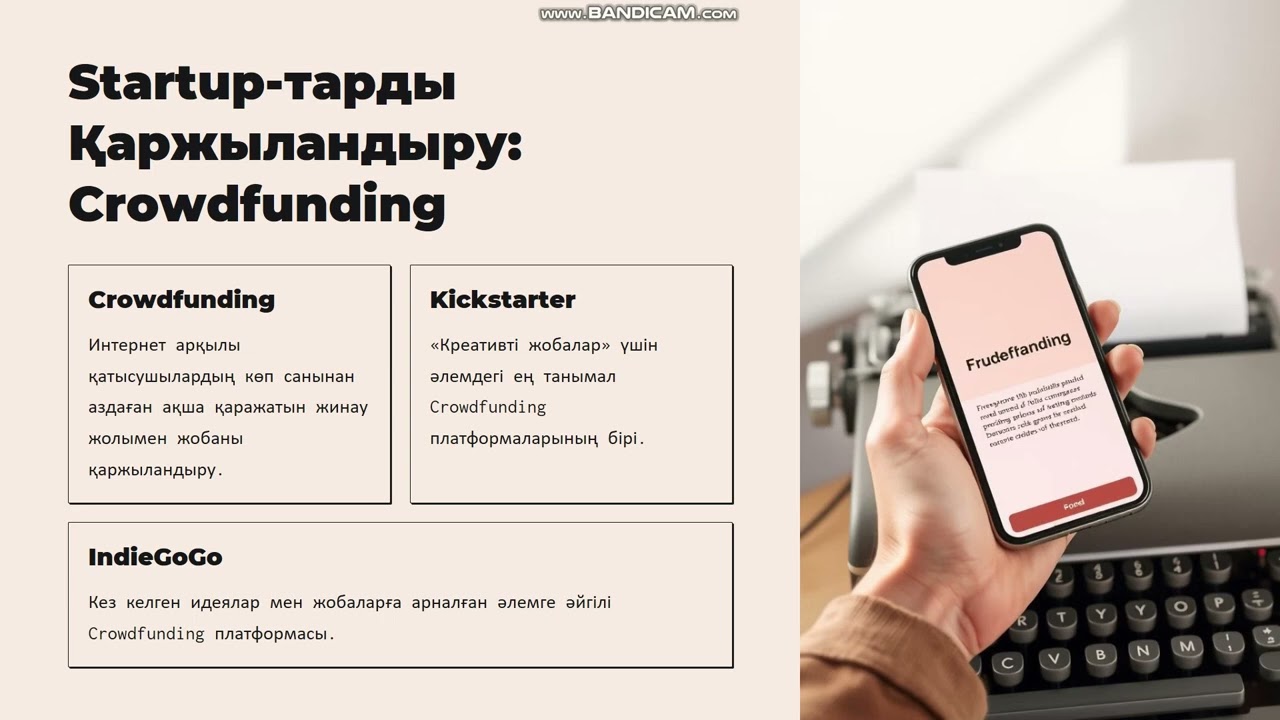 www.BANDICAM.com
Startup-тарды
Қаржыландыру:
Crowdfunding
Crowdfunding
Интернет арқылы
қатысушылардың көп санынан
аздаған ақша қаражатын жинау
жолымен жобаны
қаржыландыру.
Kickstarter
«Креативті жобалар» үшін
әлемдегі ең танымал
Crowdfunding
платформаларының бірі.
IndieGoGo
Кез келген идеялар мен жобаларға арналған әлемге әйгілі
Crowdfunding платформасы.
Frudeffanding
R T Y Y O
C V B N M